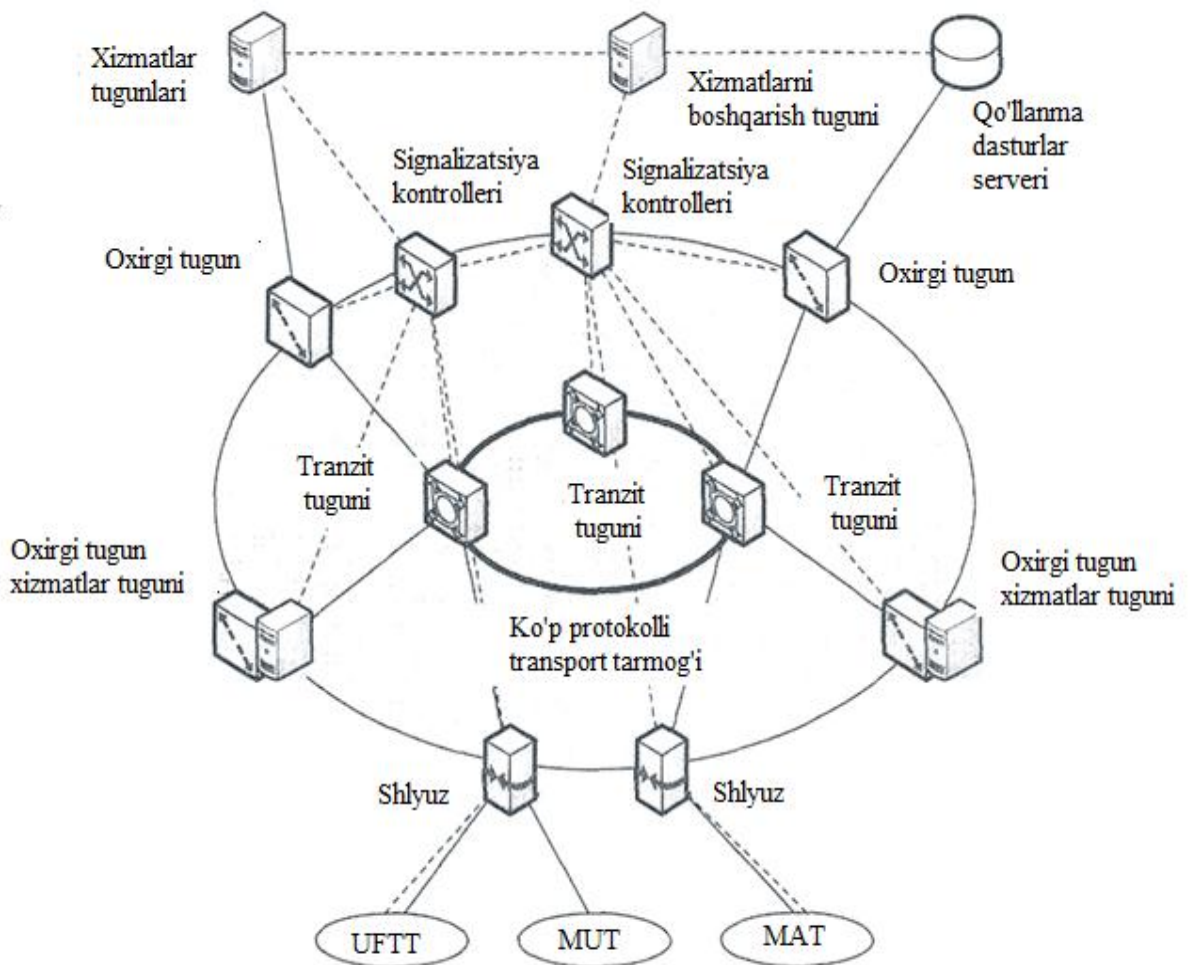 Xizmatlar
tugunlari
Xizmatlarni
boshqarish tuguni
Qo'llanma
dasturlar
serveri
Signalizatsiya
kontrolleri
Signalizatsiya
kontrolleri
Oxirgi tugun
Oxirgi tugun
Tranzit
tuguni
Tranzit
tuguni
Tranzit
tuguni
Oxirgi tugun
xizmatlar tuguni
Oxirgi tugun
xizmatlar tuguni
Ko'p protokolli
transport tarmog'i
Shlyuz
Shlyuz
UFTT
MUT
MAT